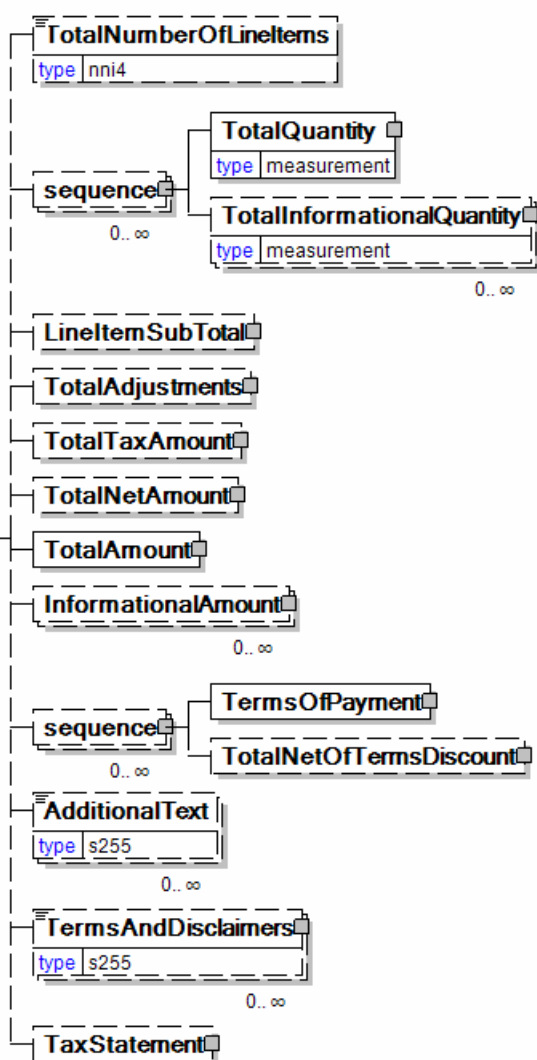 TotalNumberOfLineItems
type nni4
TotalQuantity
type measurement
sequence
0.. ∞
TotalInformationalQuantity
type measurement
0.. ∞
LineItemSubTotal
TotalAdjustments
TotalTaxAmount
TotalNetAmount
TotalAmount
InformationalAmount
0.. ∞
TermsOfPayment
sequence
0.. ∞
TotalNetOfTermsDiscount
AdditionalText
type s255
0.. ∞
TermsAndDisclaimers
type s255
0.. ∞
TaxStatement